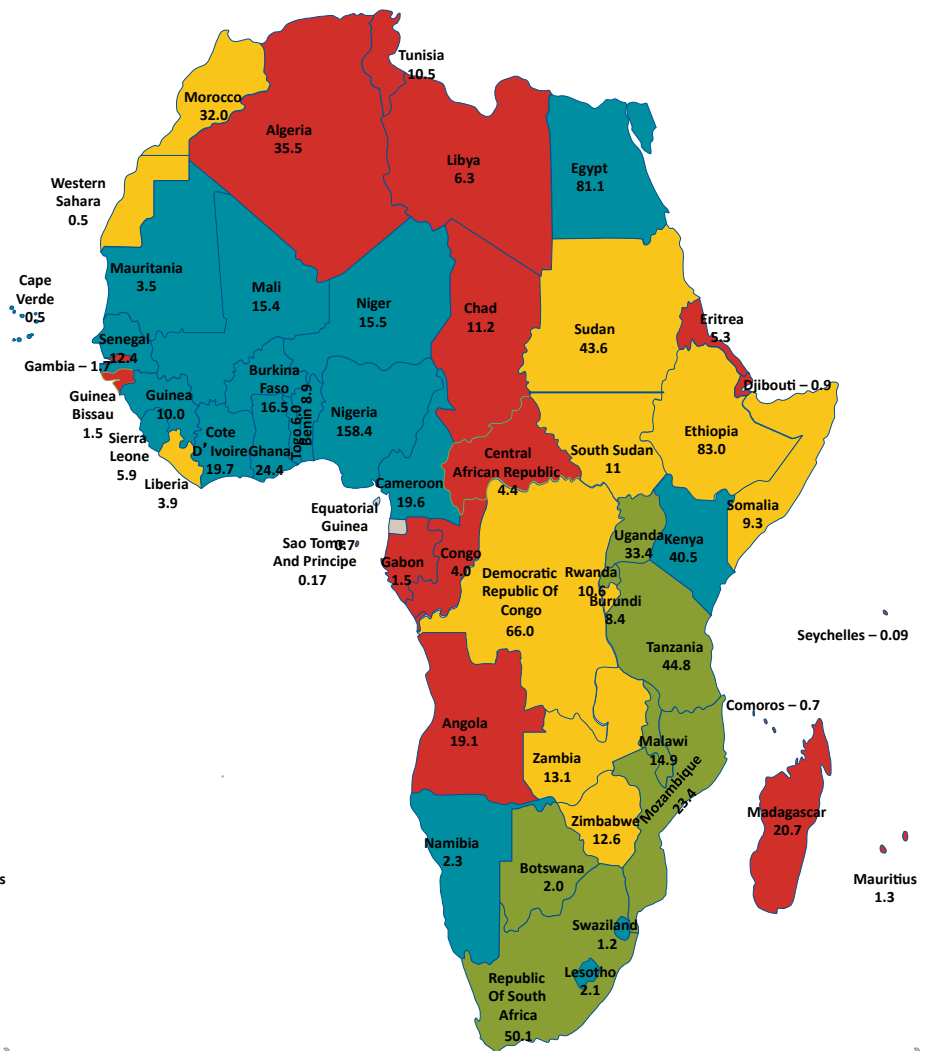 Tunisia
10.5
Morocco
32.0
Algeria
35.5
Libya
6.3
Egypt
81.1
Western
Sahara
0.5
Mauritania
3.5
Mali
15.4
Niger
15.5
Chad
11.2
Sudan
43.6
Eritrea
5.3
Cape
Verde
0.5
Senegal
12.4
Gambia – 1.7
Guinea
Bissau
1.5
Guinea
10.0
Burkina
Faso
16.5
Togo 6.0
Benin 8.9
Nigeria
158.4
Djibouti – 0.9
Ethiopia
83.0
Sierra
Leone
5.9
Cote
D’Ivoire
19.7
Ghana
24.4
Liberia
3.9
Central
African Republic
4.4
South Sudan
11
Somalia
9.3
Cameroon
19.6
Equatorial
Guinea
0.7
Sao Tome
And Principe
0.17
Gabon
1.5
Congo
4.0
Democratic
Republic Of
Congo
66.0
Uganda
33.4
Kenya
40.5
Rwanda
10.6
Burundi
8.4
Tanzania
44.8
Seychelles – 0.09
Comoros – 0.7
Angola
19.1
Zambia
13.1
Malawi
14.9
Mozambique
23.4
Zimbabwe
12.6
Madagascar
20.7
Mauritius
1.3
Namibia
2.3
Botswana
2.0
Swaziland
1.2
Lesotho
2.1
Republic
Of South
Africa
50.1
s